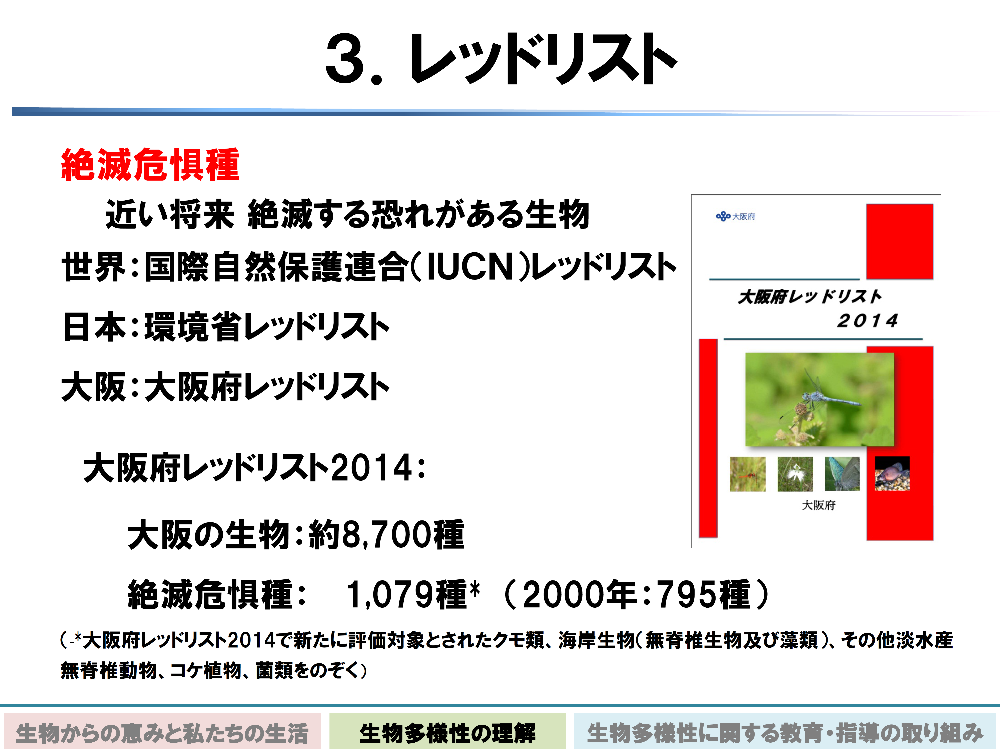 3．レッドリスト
絶滅危惧種
近い将来 絶滅する恐れがある生物
世界：国際自然保護連合（IUCN）レッドリスト
日本：環境省レッドリスト
大阪：大阪府レッドリスト
大阪府レッドリスト2014：
大阪の生物：約8,700種
絶滅危惧種： 1,079種* （2000年：795種）
（-*大阪府レッドリスト2014で新たに評価対象とされたクモ類、海岸生物（無脊椎生物及び藻類）、その他淡水産
無脊椎動物、コケ植物、菌類をのぞく）
大阪府
大阪府レッドリスト
２０１４
大阪府
生物からの恵みと私たちの生活
生物多様性の理解
生物多様性に関する教育・指導の取り組み